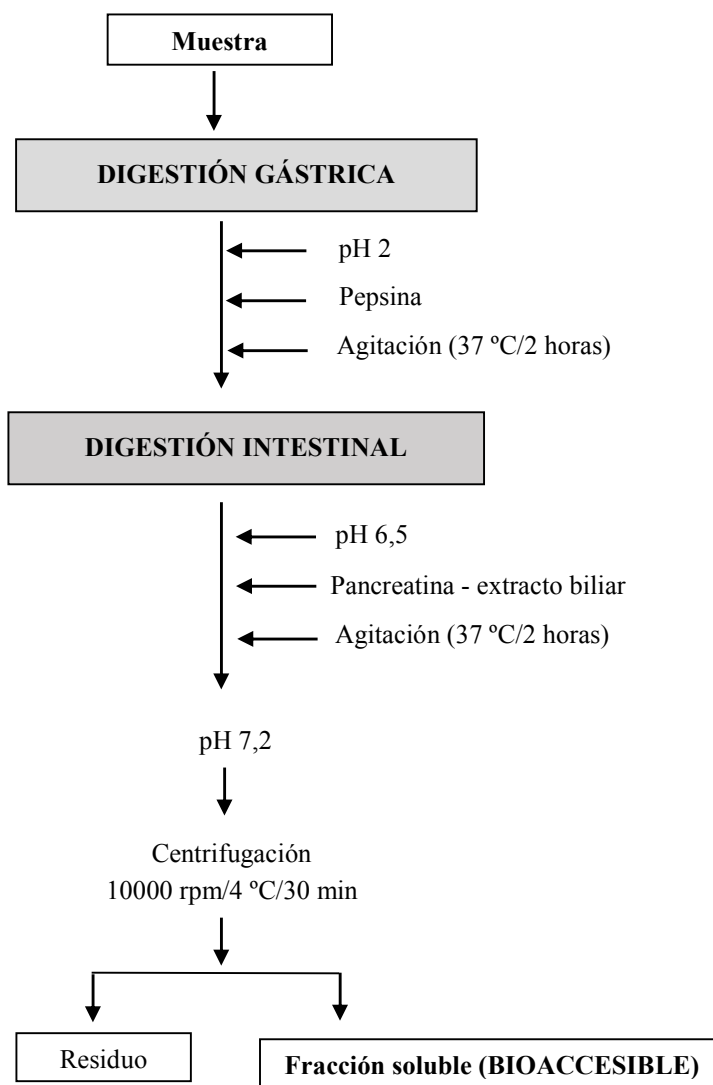 Muestra
DIGESTIÓN GÁSTRICA
pH 2
Pepsina
Agitación (37 ºC/2 horas)
DIGESTIÓN INTESTINAL
pH 6,5
Pancreatina - extracto biliar
Agitación (37 ºC/2 horas)
pH 7,2
Centrifugación
10000 rpm/4 ºC/30 min
Residuo
Fracción soluble (BIOACCESIBLE)